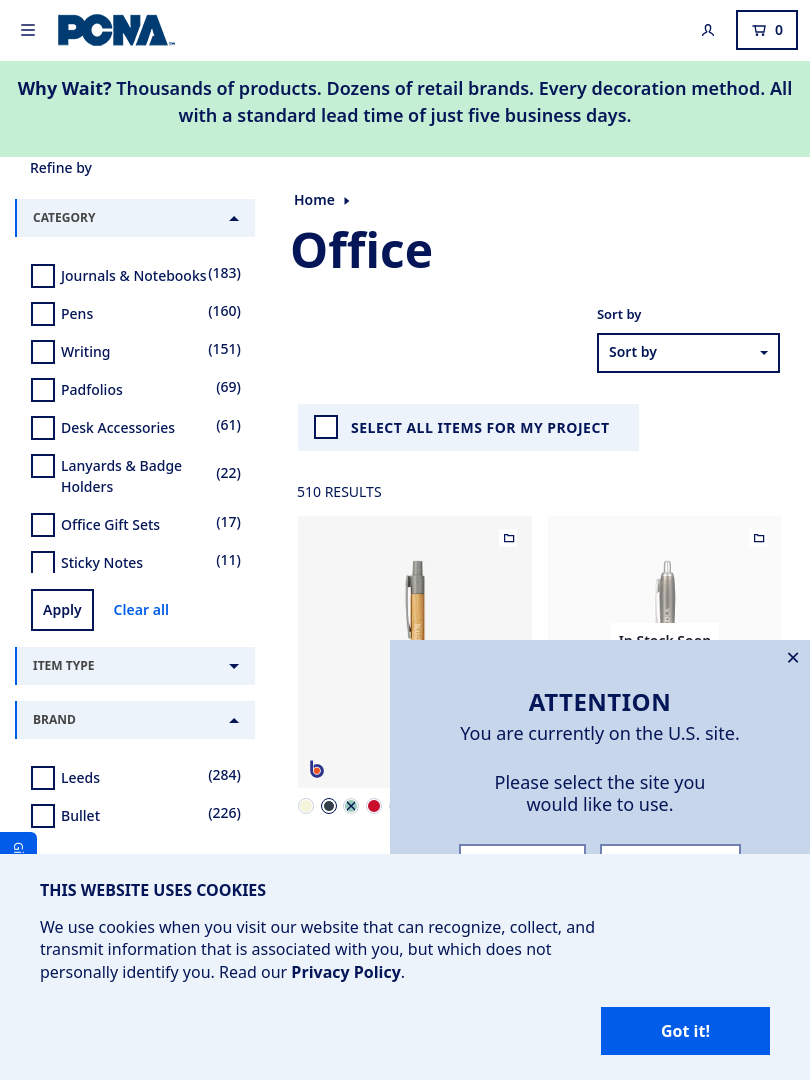 PCNA
0
Why Wait? Thousands of products. Dozens of retail brands. Every decoration method. All
with a standard lead time of just five business days.
Refine by
CATEGORY
Journals & Notebooks (183)
Pens (160)
Writing (151)
Padfolios (69)
Desk Accessories (61)
Lanyards & Badge
Holders (22)
Office Gift Sets (17)
Sticky Notes (11)
Apply Clear all
ITEM TYPE
BRAND
Leeds (284)
Bullet (226)
Home
Office
Sort by
Sort by
SELECT ALL ITEMS FOR MY PROJECT
510 RESULTS
In Stock Soon
ATTENTION
You are currently on the U.S. site.
Please select the site you
would like to use.
THIS WEBSITE USES COOKIES
We use cookies when you visit our website that can recognize, collect, and
transmit information that is associated with you, but which does not
personally identify you. Read our Privacy Policy.
Got it!